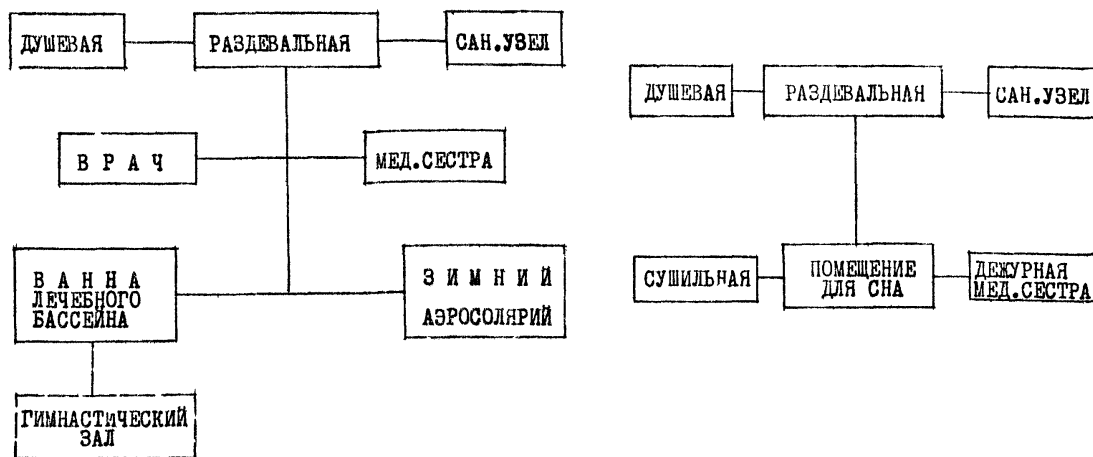 ДУШЕВАЯ
РАЗДЕВАЛЬНАЯ
САН.УЗЕЛ
ВРАЧ
МЕД.СЕСТРА
ВАННА
ЛЕЧЕБНОГО
БАССЕЙНА
ЗИМНИЙ
АЭРОСОЛЯРИЙ
ГИМНАСТИЧЕСКИЙ
ЗАЛ
ДУШЕВАЯ
РАЗДЕВАЛЬНАЯ
САН.УЗЕЛ
СУШИЛЬНАЯ
ПОМЕЩЕНИЕ
ДЛЯ СНА
ДЕЖУРНАЯ
МЕД.СЕСТРА